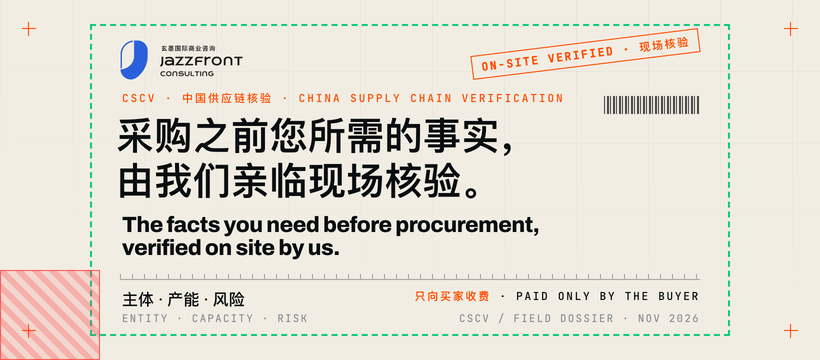 玄墨国际商业咨询
JAZZFRONT
CONSULTING
ON-SITE VERIFIED · 现场核验
CSCV · 中国供应链核验 · CHINA SUPPLY CHAIN VERIFICATION
采购之前您所需的事实，
由我们亲临现场核验。
The facts you need before procurement,
verified on site by us.
主体 · 产能 · 风险
只向买家收费 · PAID ONLY BY THE BUYER
ENTITY · CAPACITY · RISK
CSCV / FIELD DOSSIER · NOV 2026